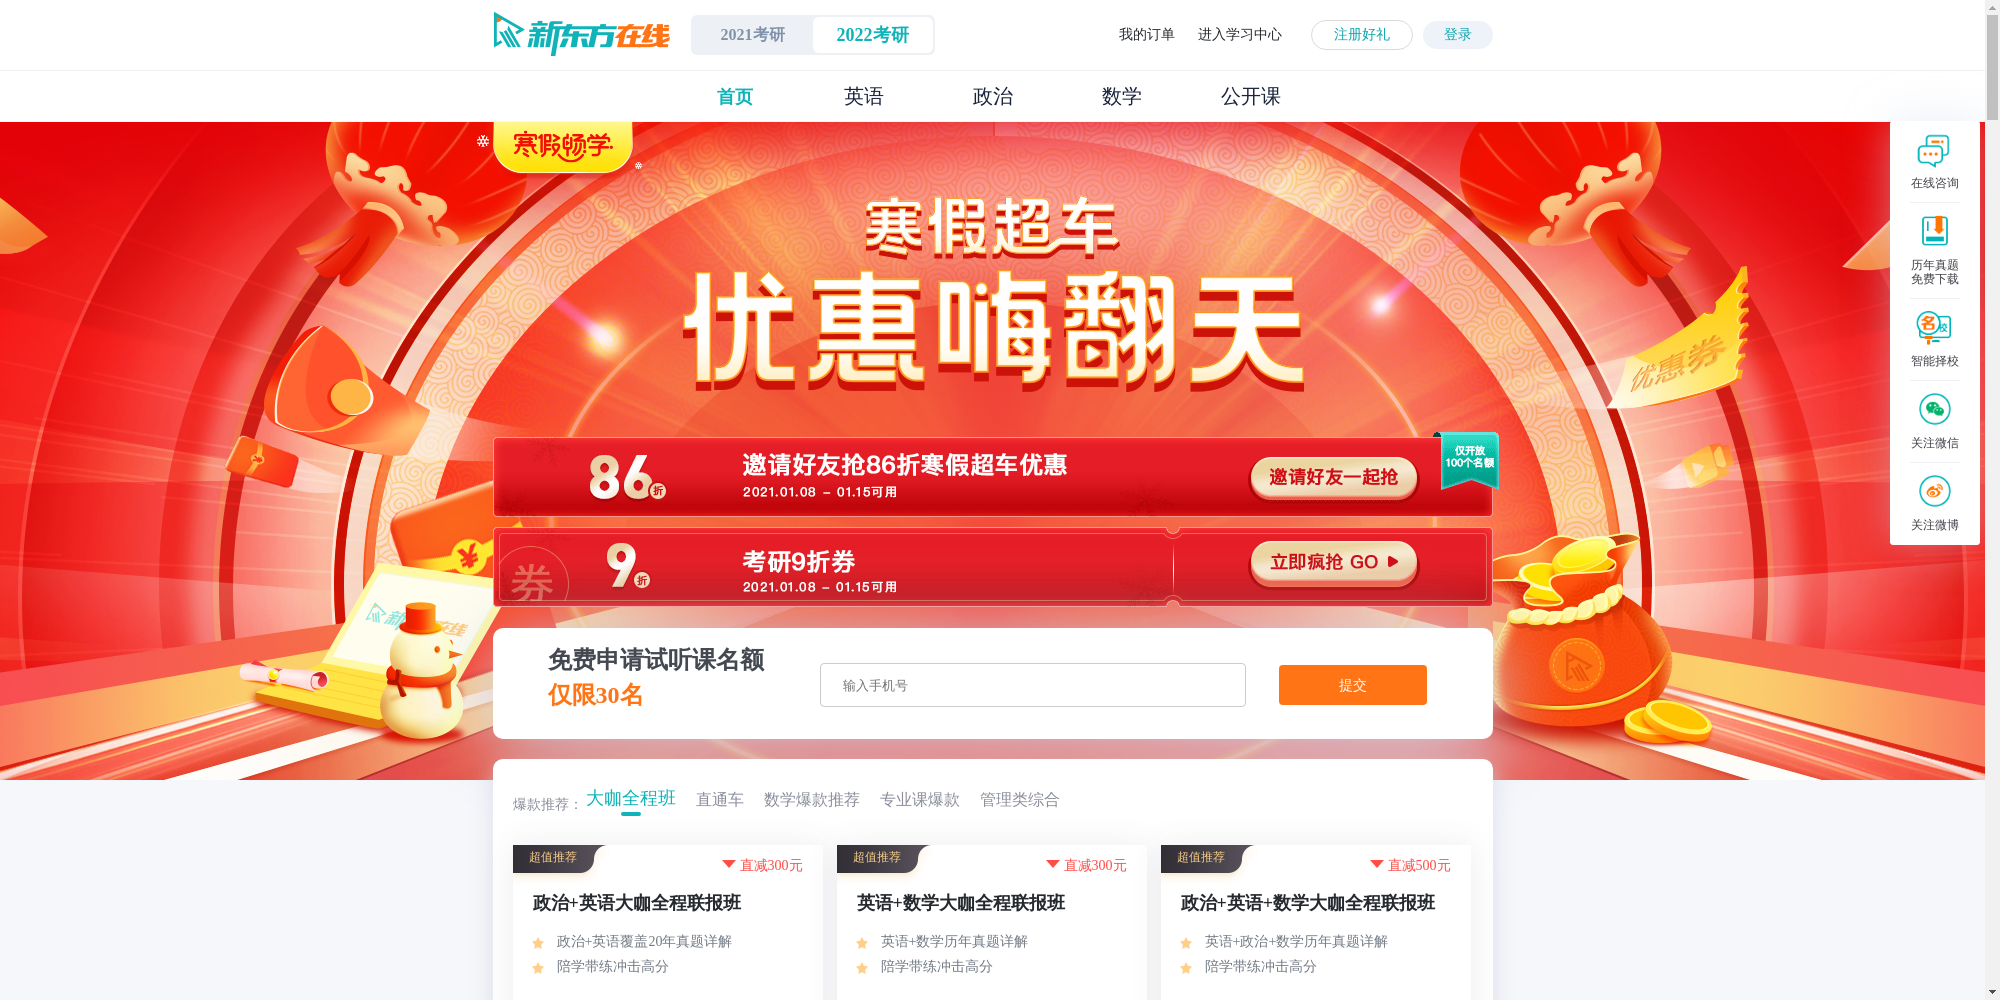 新东方在线
2021考研
2022考研
我的订单
进入学习中心
注册好礼
登录
首页
英语
政治
数学
公开课
寒假畅学
寒假超车
优惠嗨翻天
优惠券
86折
邀请好友抢86折寒假超车优惠
2021.01.08 - 01.15可用
邀请好友一起抢
仅开放
100个名额
券
9折
考研9折券
2021.01.08 - 01.15可用
立即疯抢 GO
免费申请试听课名额
仅限30名
输入手机号
提交
在线咨询
历年真题
免费下载
智能择校
关注微信
关注微博
爆款推荐：
大咖全程班
直通车
数学爆款推荐
专业课爆款
管理类综合
超值推荐
直减300元
政治+英语大咖全程联报班
政治+英语覆盖20年真题详解
陪学带练冲击高分
超值推荐
直减300元
英语+数学大咖全程联报班
英语+数学历年真题详解
陪学带练冲击高分
超值推荐
直减500元
政治+英语+数学大咖全程联报班
英语+政治+数学历年真题详解
陪学带练冲击高分